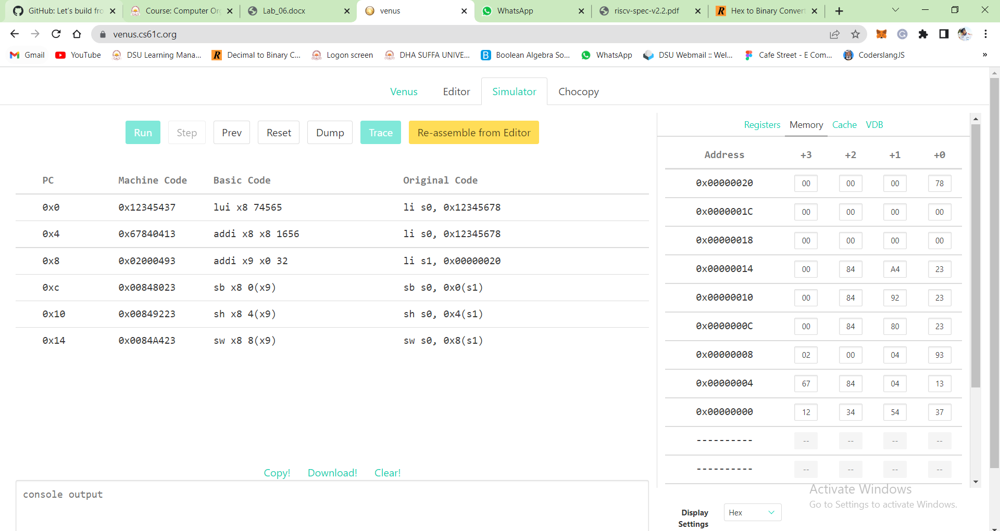 GitHub: Let's build fro
Course: Computer Or
Lab_06.docx
venus
WhatsApp
riscv-spec-v2.2.pdf
Hex to Binary Convert
venus.cs61c.org
Gmail
YouTube
DSU Learning Mana...
Decimal to Binary C...
Logon screen
DHA SUFFA UNIVE...
Boolean Algebra So...
WhatsApp
DSU Webmail :: Wel...
Cafe Street - E Com...
CoderslangJS
»
Venus Editor Simulator Chocopy
Run Step Prev Reset Dump Trace Re-assemble from Editor
PC Machine Code Basic Code Original Code
0x0 0x12345437 lui x8 74565 li s0, 0x12345678
0x4 0x67840413 addi x8 x8 1656 li s0, 0x12345678
0x8 0x02000493 addi x9 x0 32 li s1, 0x00000020
0xc 0x00848023 sb x8 0(x9) sb s0, 0x0(s1)
0x10 0x00849223 sh x8 4(x9) sh s0, 0x4(s1)
0x14 0x0084A423 sw x8 8(x9) sw s0, 0x8(s1)
Copy! Download! Clear!
console output
Registers Memory Cache VDB
Address +3 +2 +1 +0
0x00000020 00 00 00 78
0x0000001C 00 00 00 00
0x00000018 00 00 00 00
0x00000014 00 84 A4 23
0x00000010 00 84 92 23
0x0000000C 00 84 80 23
0x00000008 02 00 04 93
0x00000004 67 84 04 13
0x00000000 12 34 54 37
---------- -- -- -- --
---------- -- -- -- --
Activate Windows
Go to Settings to activate Windows.
Display
Settings
Hex